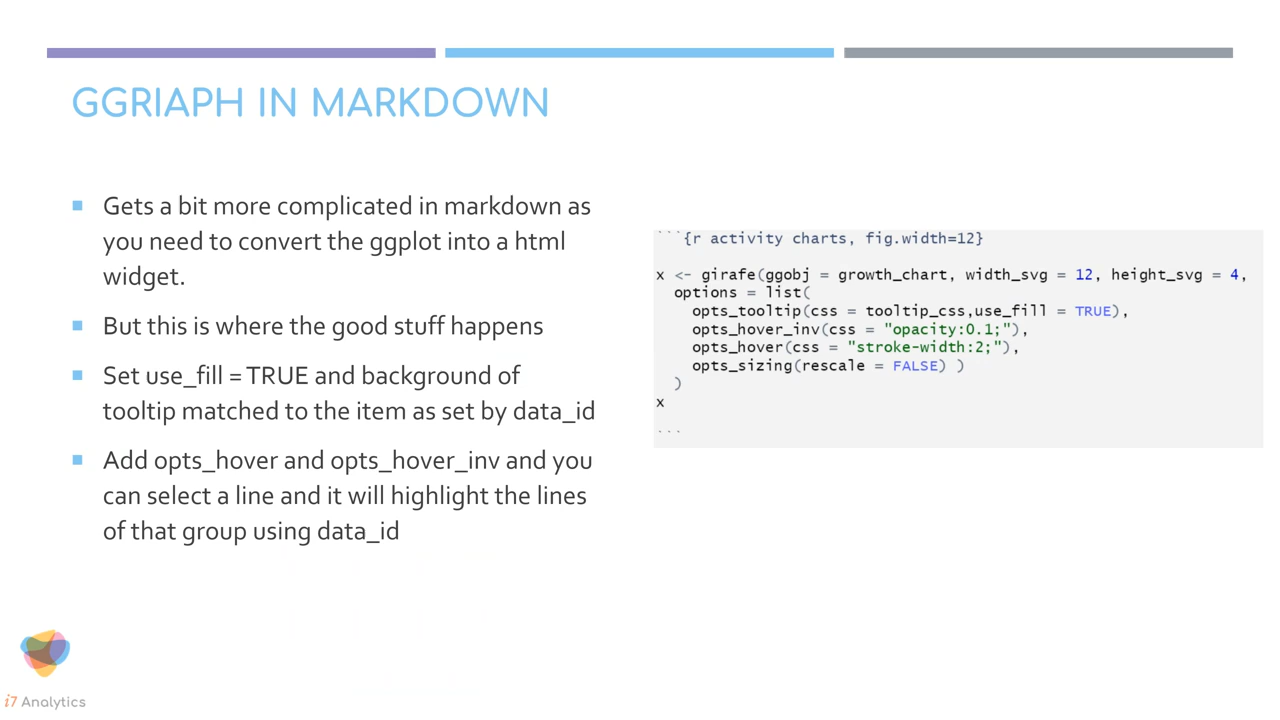 GGRIAPH IN MARKDOWN
Gets a bit more complicated in markdown as
you need to convert the ggplot into a html
widget.
But this is where the good stuff happens
Set use_fill = TRUE and background of
tooltip matched to the item as set by data_id
Add opts_hover and opts_hover_inv and you
can select a line and it will highlight the lines
of that group using data_id
```{r activity charts, fig.width=12}
x <- girafe(ggobj = growth_chart, width_svg = 12, height_svg = 4,
options = list(
opts_tooltip(css = tooltip_css,use_fill = TRUE),
opts_hover_inv(css = "opacity:0.1;"),
opts_hover(css = "stroke-width:2;"),
opts_sizing(rescale = FALSE) )
)
x
```
i7 Analytics